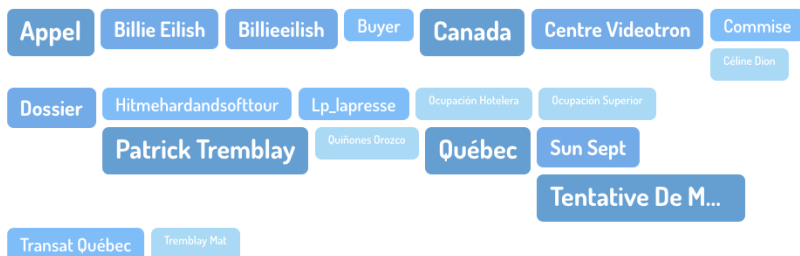 Appel Billie Eilish Billieeilish Buyer Canada Centre Videotron Commise
Céline Dion
Dossier Hitmehardandsofttour Lp_lapresse Ocupación Hotelera Ocupación Superior
Patrick Tremblay Quiñones Orozco Québec Sun Sept
Tentative De M...
Transat Québec Tremblay Mat